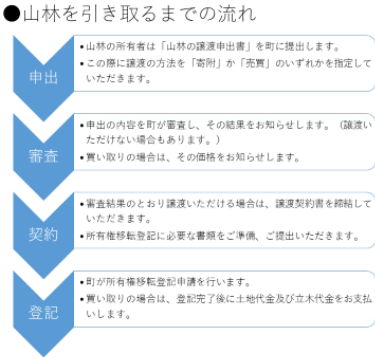 ●山林を引き取るまでの流れ
申出
•山林の所有者は「山林の譲渡申出書」を町に提出します。
•この際に譲渡の方法を「寄附」か「売買」のいずれかを指定して
いただきます。
審査
•申出の内容を町が審査し、その結果をお知らせします。（譲渡い
ただけない場合もあります。）
•買い取りの場合は、その価格をお知らせします。
契約
•審査結果のとおり譲渡いただける場合は、譲渡契約書を締結して
いただきます。
•所有権移転登記に必要な書類をご準備、ご提出いただきます。
登記
•町が所有権移転登記申請を行います。
•買い取りの場合は、登記完了後に土地代金及び立木代金をお支払
いします。